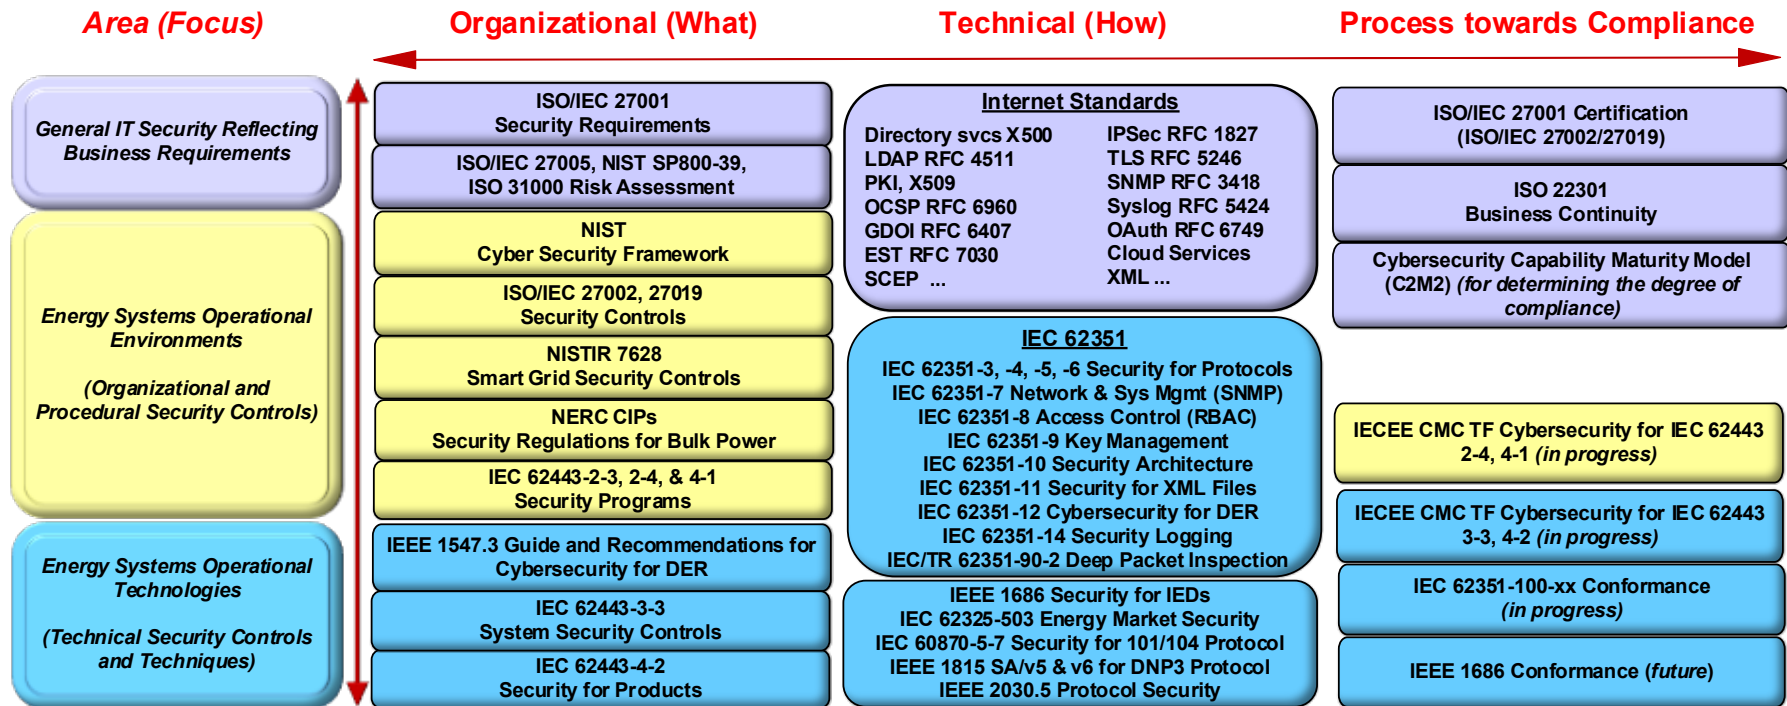 Area (Focus)
Organizational (What)
Technical (How)
Process towards Compliance
General IT Security Reflecting
Business Requirements
Energy Systems Operational
Environments
(Organizational and
Procedural Security Controls)
Energy Systems Operational
Technologies
(Technical Security Controls
and Techniques)
ISO/IEC 27001
Security Requirements
ISO/IEC 27005, NIST SP800-39,
ISO 31000 Risk Assessment
NIST
Cyber Security Framework
ISO/IEC 27002, 27019
Security Controls
NISTIR 7628
Smart Grid Security Controls
NERC CIPs
Security Regulations for Bulk Power
IEC 62443-2-3, 2-4, & 4-1
Security Programs
IEEE 1547.3 Guide and Recommendations for
Cybersecurity for DER
IEC 62443-3-3
System Security Controls
IEC 62443-4-2
Security for Products
Internet Standards
Directory svcs X500
LDAP RFC 4511
PKI, X509
OCSP RFC 6960
GDOI RFC 6407
EST RFC 7030
SCEP ...
IPSec RFC 1827
TLS RFC 5246
SNMP RFC 3418
Syslog RFC 5424
OAuth RFC 6749
Cloud Services
XML ...
IEC 62351
IEC 62351-3, -4, -5, -6 Security for Protocols
IEC 62351-7 Network & Sys Mgmt (SNMP)
IEC 62351-8 Access Control (RBAC)
IEC 62351-9 Key Management
IEC 62351-10 Security Architecture
IEC 62351-11 Security for XML Files
IEC 62351-12 Cybersecurity for DER
IEC 62351-14 Security Logging
IEC/TR 62351-90-2 Deep Packet Inspection
IEEE 1686 Security for IEDs
IEC 62325-503 Energy Market Security
IEC 60870-5-7 Security for 101/104 Protocol
IEEE 1815 SA/v5 & v6 for DNP3 Protocol
IEEE 2030.5 Protocol Security
ISO/IEC 27001 Certification
(ISO/IEC 27002/27019)
ISO 22301
Business Continuity
Cybersecurity Capability Maturity Model
(C2M2) (for determining the degree of
compliance)
IECEE CMC TF Cybersecurity for IEC 62443
2-4, 4-1 (in progress)
IECEE CMC TF Cybersecurity for IEC 62443
3-3, 4-2 (in progress)
IEC 62351-100-xx Conformance
(in progress)
IEEE 1686 Conformance (future)